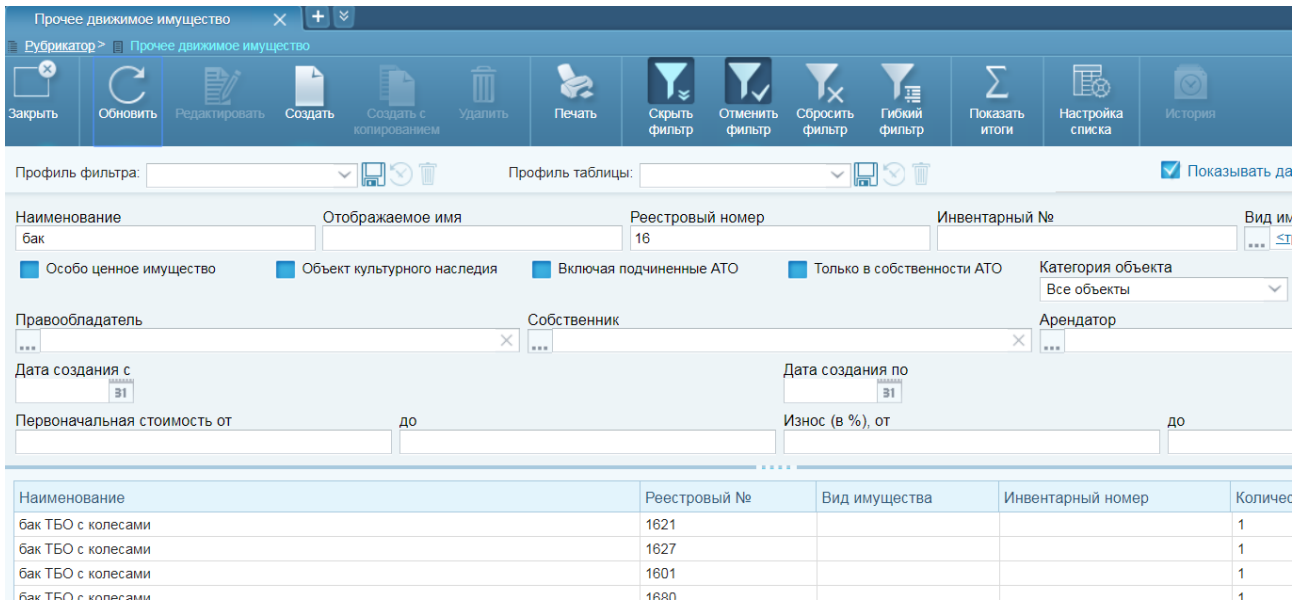 Прочее движимое имущество
Рубрикатор > Прочее движимое имущество
Закрыть Обновить Редактировать Создать Создать с копированием Удалить Печать Скрыть фильтр Отменить фильтр Сбросить фильтр Гибкий фильтр Показать итоги Настройка списка История
Профиль фильтра: Профиль таблицы: Показывать да
Наименование Отображаемое имя Реестровый номер Инвентарный № Вид им
бак 16 ...
Особо ценное имущество Объект культурного наследия Включая подчиненные АТО Только в собственности АТО Категория объекта
Все объекты
Правообладатель Собственник Арендатор
... ... ...
Дата создания с Дата создания по
31 31
Первоначальная стоимость от до Износ (в %), от до
Наименование Реестровый № Вид имущества Инвентарный номер Количес
бак ТБО с колесами 1621 1
бак ТБО с колесами 1627 1
бак ТБО с колесами 1601 1
бак ТБО с колесами 1680 1